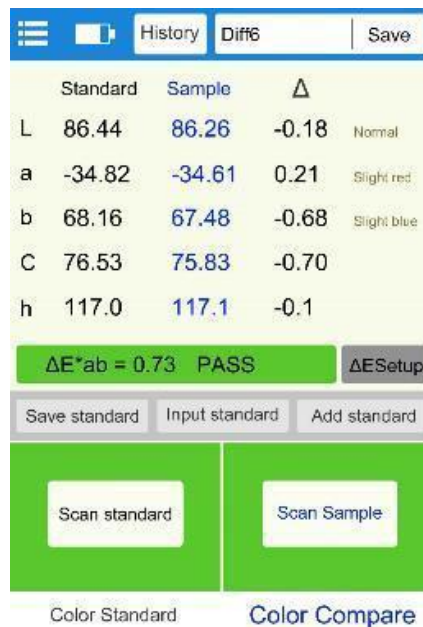 History Diff6 Save
Standard Sample Δ
L 86.44 86.26 -0.18 Normal
a -34.82 -34.61 0.21 Slight red
b 68.16 67.48 -0.68 Slight blue
C 76.53 75.83 -0.70
h 117.0 117.1 -0.1
ΔE*ab = 0.73 PASS ΔESetup
Save standard Input standard Add standard
Scan standard Scan Sample
Color Standard Color Compare